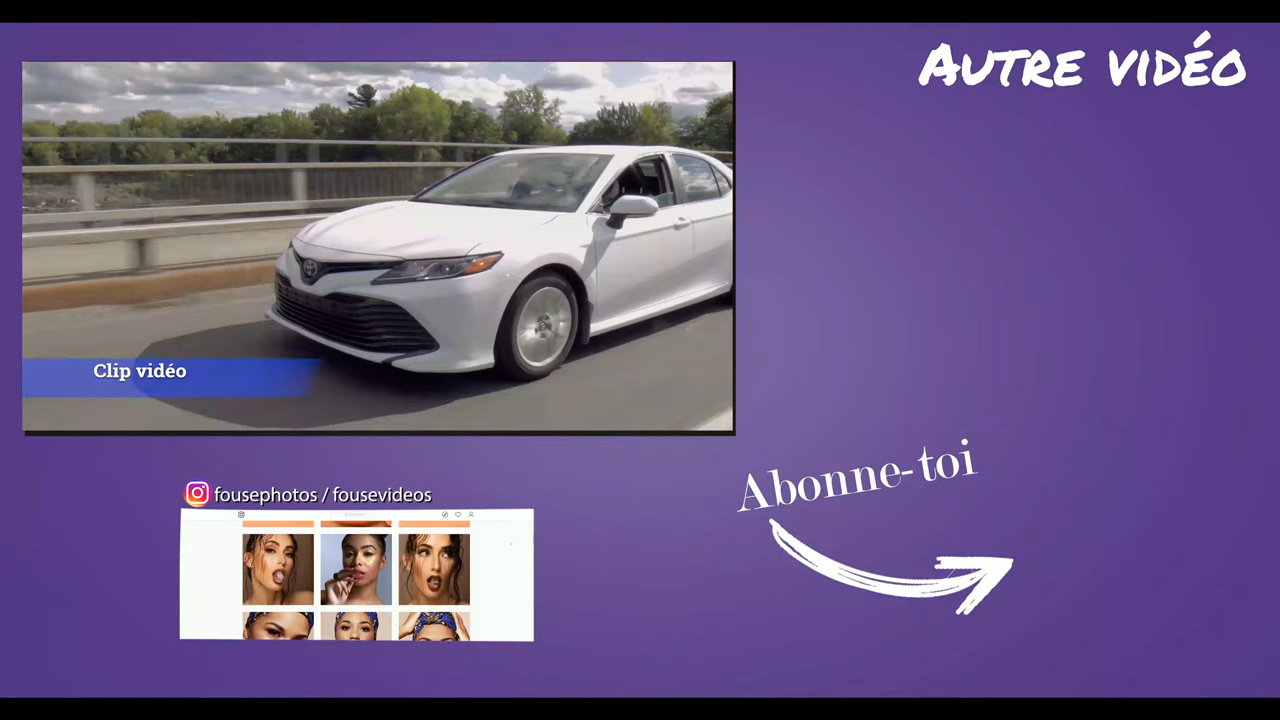 Autre vidéo
Clip vidéo
fousephotos / fousevideos
Abonne-toi